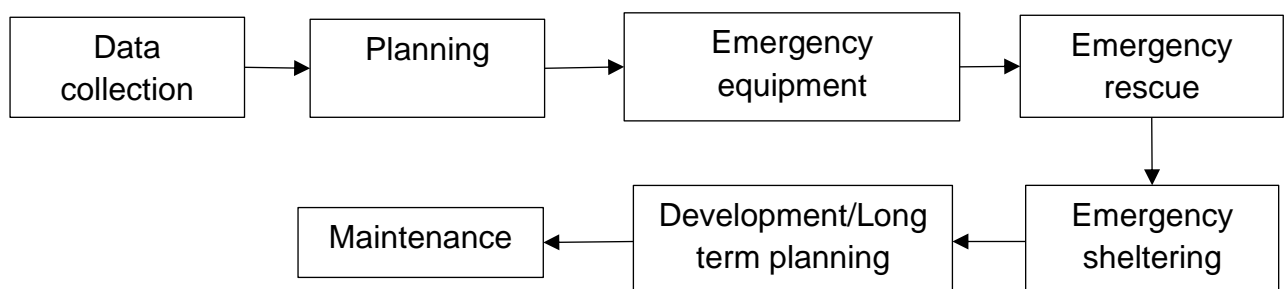 Data
collection
Planning
Emergency
equipment
Emergency
rescue
Emergency
sheltering
Development/Long
term planning
Maintenance